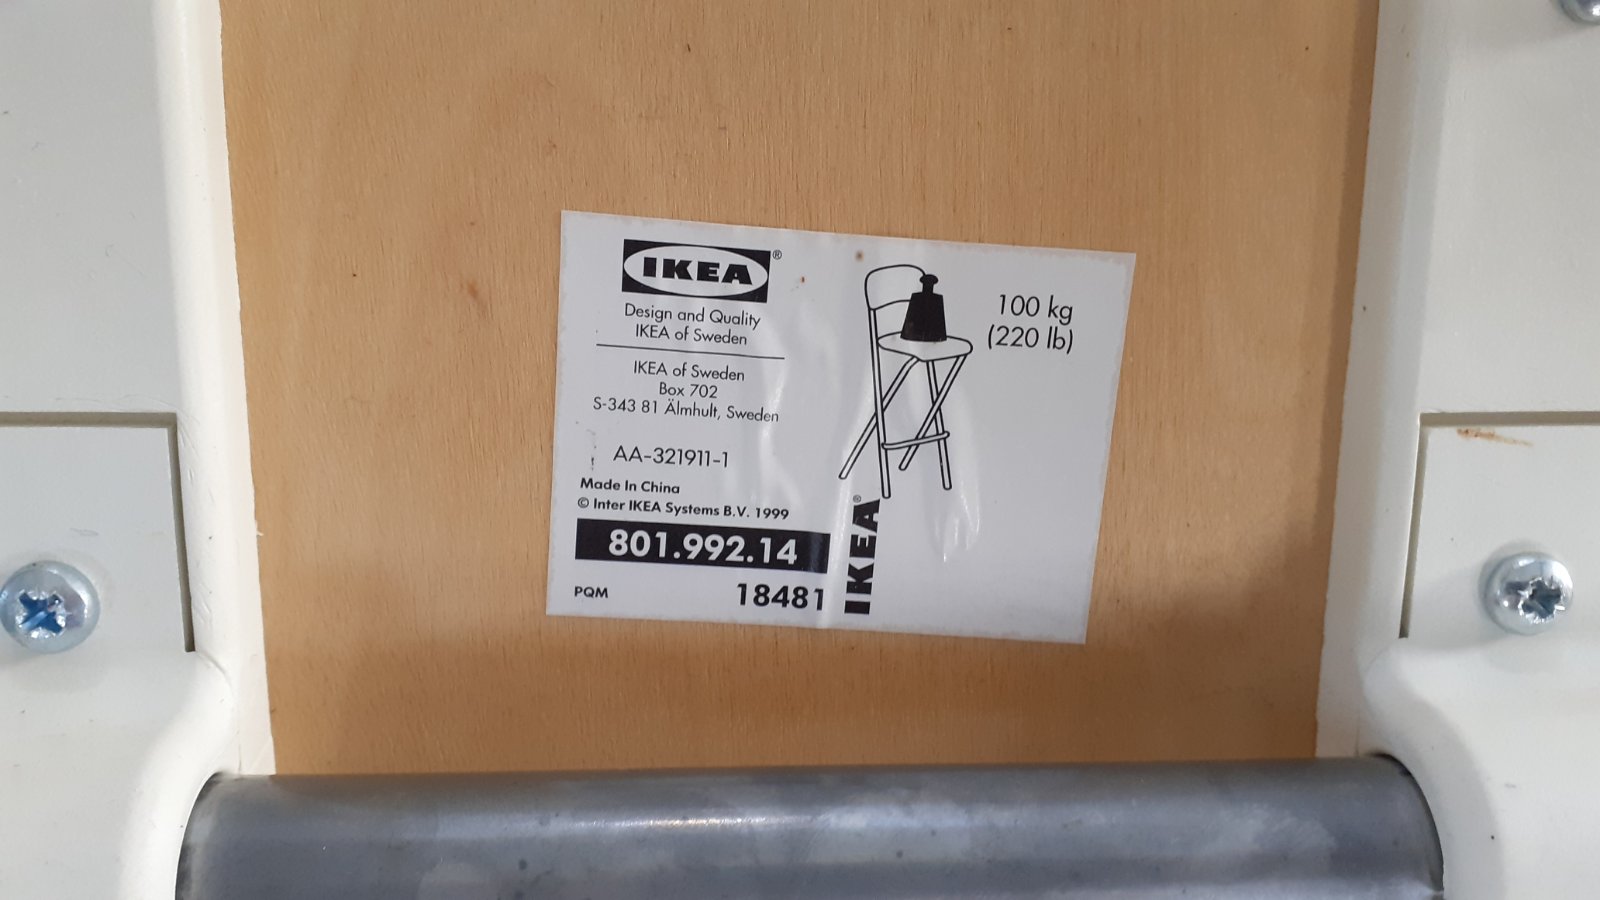 IKEA®
Design and Quality
IKEA of Sweden
IKEA of Sweden
Box 702
S-343 81 Älmhult, Sweden
AA-321911-1
Made In China
© Inter IKEA Systems B.V. 1999
801.992.14
PQM 18481
IKEA®
100 kg
(220 lb)